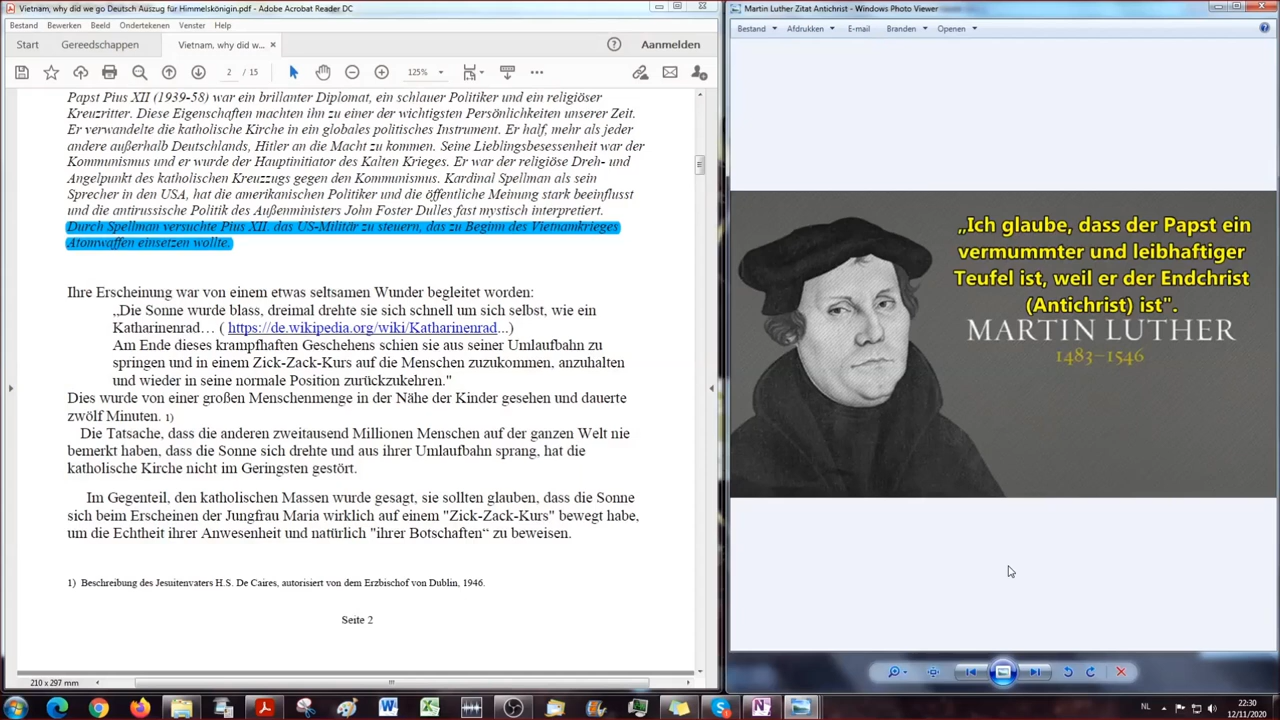 Vietnam, why did we go Deutsch Auszug für Himmelskönigin.pdf - Adobe Acrobat Reader DC
Bestand Bewerken Beeld Ondertekenen Venster Help
Start Gereedschappen Vietnam, why did w... × Aanmelden
2 / 15 125%
Papst Pius XII (1939-58) war ein brillanter Diplomat, ein schlauer Politiker und ein religiöser
Kreuzritter. Diese Eigenschaften machten ihn zu einer der wichtigsten Persönlichkeiten unserer Zeit.
Er verwandelte die katholische Kirche in ein globales politisches Instrument. Er half, mehr als jeder
andere außerhalb Deutschlands, Hitler an die Macht zu kommen. Seine Lieblingsbesessenheit war der
Kommunismus und er wurde der Hauptinitiator des Kalten Krieges. Er war der religiöse Dreh- und
Angelpunkt des katholischen Kreuzzugs gegen den Kommunismus. Kardinal Spellman als sein
Sprecher in den USA, hat die amerikanischen Politiker und die öffentliche Meinung stark beeinflusst
und die antirussische Politik des Außenministers John Foster Dulles fast mystisch interpretiert.
Durch Spellman versuchte Pius XII. das US-Militär zu steuern, das zu Beginn des Vietnamkrieges
Atomwaffen einsetzen wollte.
Ihre Erscheinung war von einem etwas seltsamen Wunder begleitet worden:
„Die Sonne wurde blass, dreimal drehte sie sich schnell um sich selbst, wie ein
Katharinenrad… ( https://de.wikipedia.org/wiki/Katharinenrad...)
Am Ende dieses krampfhaften Geschehens schien sie aus seiner Umlaufbahn zu
springen und in einem Zick-Zack-Kurs auf die Menschen zuzukommen, anzuhalten
und wieder in seine normale Position zurückzukehren."
Dies wurde von einer großen Menschenmenge in der Nähe der Kinder gesehen und dauerte
zwölf Minuten. 1)
Die Tatsache, dass die anderen zweitausend Millionen Menschen auf der ganzen Welt nie
bemerkt haben, dass die Sonne sich drehte und aus ihrer Umlaufbahn sprang, hat die
katholische Kirche nicht im Geringsten gestört.
Im Gegenteil, den katholischen Massen wurde gesagt, sie sollten glauben, dass die Sonne
sich beim Erscheinen der Jungfrau Maria wirklich auf einem "Zick-Zack-Kurs" bewegt habe,
um die Echtheit ihrer Anwesenheit und natürlich "ihrer Botschaften“ zu beweisen.
1) Beschreibung des Jesuitenvaters H.S. De Caires, autorisiert von dem Erzbischof von Dublin, 1946.
Seite 2
210 x 297 mm
Martin Luther Zitat Antichrist - Windows Photo Viewer
Bestand Afdrukken E-mail Branden Openen
„Ich glaube, dass der Papst ein
vermummter und leibhaftiger
Teufel ist, weil er der Endchrist
(Antichrist) ist".
MARTIN LUTHER
1483–1546
NL 22:30
12/11/2020